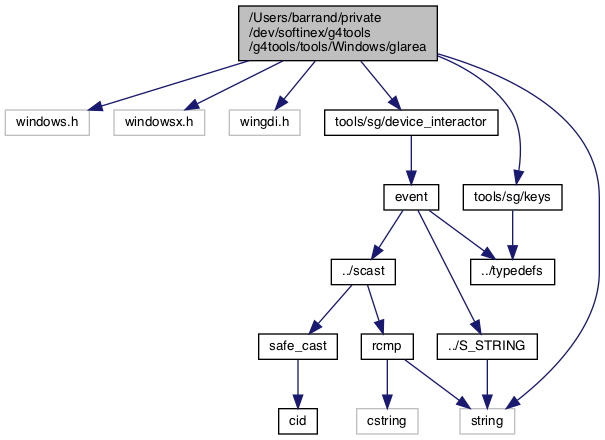 /Users/barrand/private
/dev/softinex/g4tools
/g4tools/tools/Windows/glarea
windows.h
windowsx.h
wingdi.h
tools/sg/device_interactor
event
tools/sg/keys
../scast
../typedefs
safe_cast
rcmp
../S_STRING
cid
cstring
string